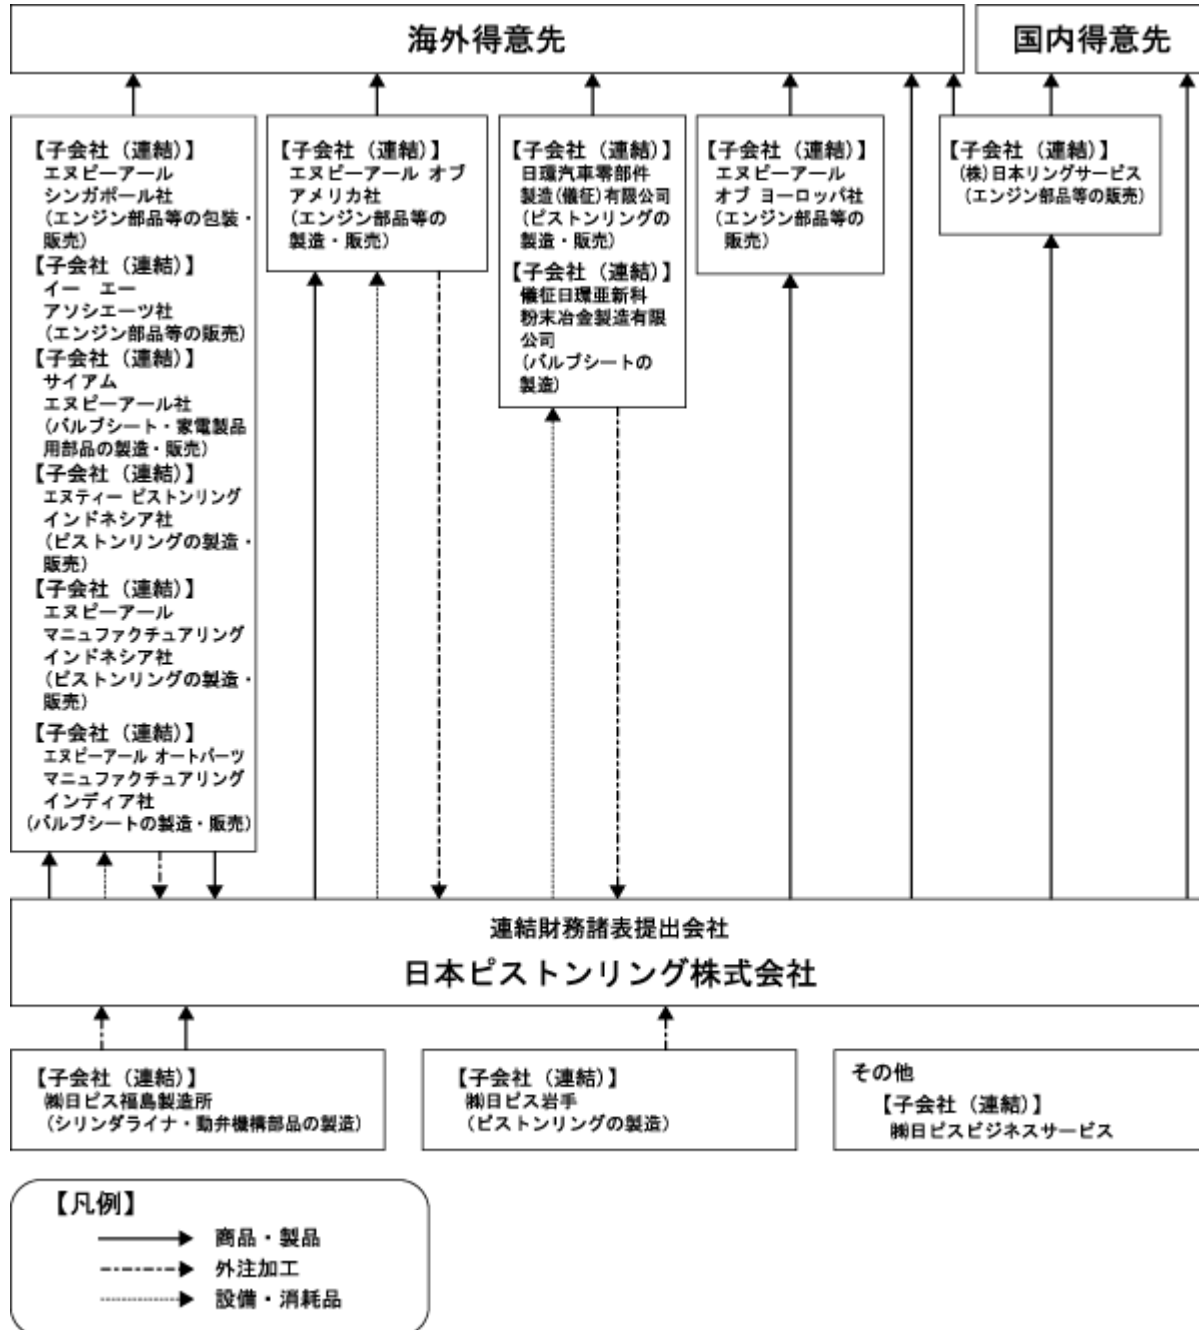 海外得意先
国内得意先
【子会社（連結）】
エヌピーアール
シンガポール社
(エンジン部品等の包装・
販売)
【子会社（連結）】
イー　エー
アソシエーツ社
(エンジン部品等の販売)
【子会社（連結）】
サイアム
エヌピーアール社
(バルブシート・家電製品
用部品の製造・販売)
【子会社（連結）】
エヌティー ピストンリング
インドネシア社
(ピストンリングの製造・
販売)
【子会社（連結）】
エヌピーアール
マニュファクチュアリング
インドネシア社
(ピストンリングの製造・
販売)
【子会社（連結）】
エヌピーアール オートパーツ
マニュファクチュアリング
インディア社
(バルブシートの製造・販売)
【子会社（連結）】
エヌピーアール オブ
アメリカ社
(エンジン部品等の
製造・販売)
【子会社（連結）】
日環汽車零部件
製造(儀征)有限公司
(ピストンリングの
製造・販売)
【子会社（連結）】
儀征日環亜新科
粉末冶金製造有限
公司
(バルブシートの
製造)
【子会社（連結）】
エヌピーアール
オブ ヨーロッパ社
(エンジン部品等の
販売)
【子会社（連結）】
(株)日本リングサービス
(エンジン部品等の販売)
連結財務諸表提出会社
日本ピストンリング株式会社
【子会社（連結）】
㈱日ピス福島製造所
(シリンダライナ・動弁機構部品の製造)
【子会社（連結）】
㈱日ピス岩手
(ピストンリングの製造)
その他
【子会社（連結）】
㈱日ピスビジネスサービス
【凡例】
商品・製品
外注加工
設備・消耗品